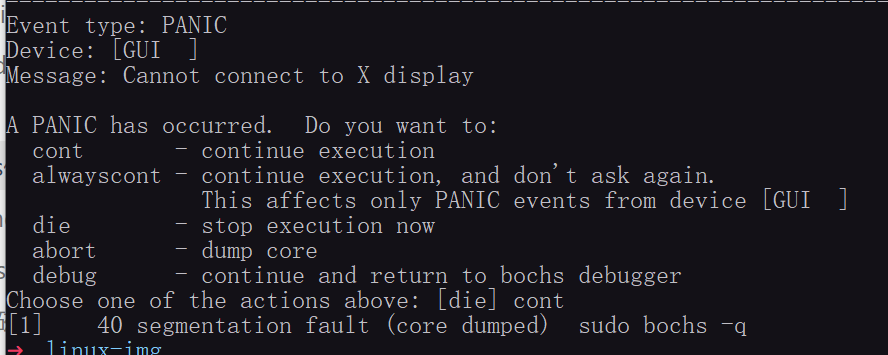 ========================================================================
Event type: PANIC
Device: [GUI  ]
Message: Cannot connect to X display
A PANIC has occurred.  Do you want to:
  cont       - continue execution
  alwayscont - continue execution, and don't ask again.
               This affects only PANIC events from device [GUI  ]
  die        - stop execution now
  abort      - dump core
  debug      - continue and return to bochs debugger
Choose one of the actions above: [die] cont
[1]    40 segmentation fault (core dumped)  sudo bochs -q
➜  linux-img